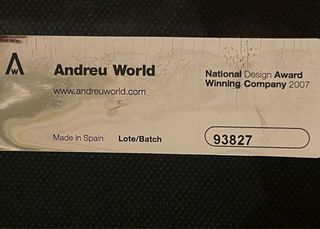 Andreu World
www.andreuworld.com
National Design Award
Winning Company 2007
Made in Spain Lote/Batch 93827